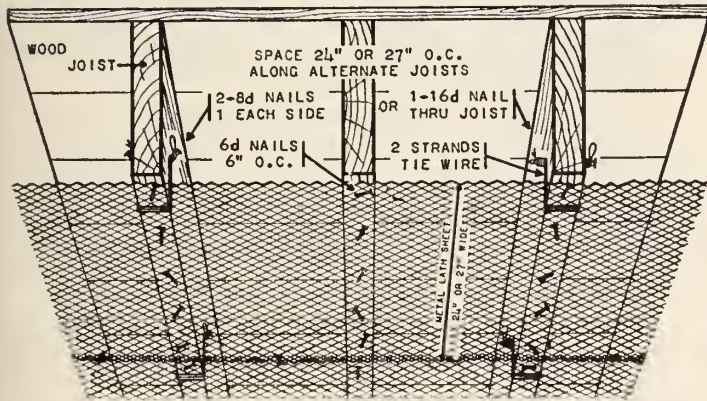 WOOD
JOIST
SPACE 24" OR 27" O.C.
ALONG ALTERNATE JOISTS
2-8d NAILS
1 EACH SIDE
OR
1-16d NAIL
THRU JOIST
6d NAILS
6" O.C.
2 STRANDS
TIE WIRE
METAL LATH SHEET
24" OR 27" WIDE